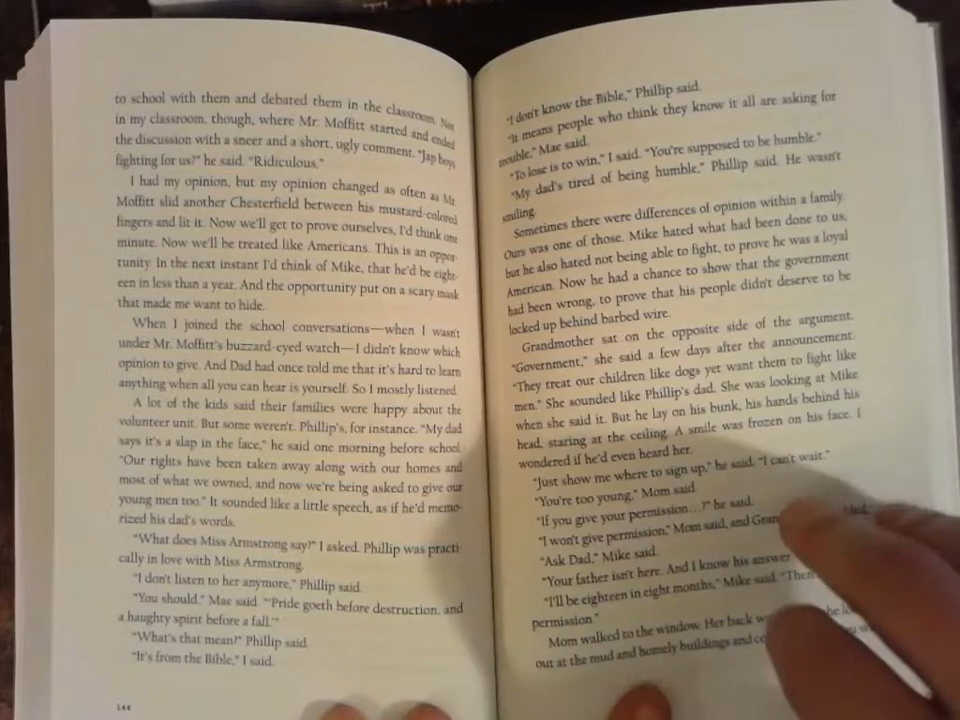 to school with them and debated them in the classroom. Not
in my classroom, though, where Mr. Moffitt started and ended
the discussion with a sneer and a short, ugly comment. "Jap boys
fighting for us?" he said. "Ridiculous."
I had my opinion, but my opinion changed as often as Mr.
Moffitt slid another Chesterfield between his mustard-colored
fingers and lit it. Now we'll get to prove ourselves, I'd think one
minute. Now we'll be treated like Americans. This is an oppor-
tunity. In the next instant I'd think of Mike, that he'd be eight-
een in less than a year. And the opportunity put on a scary mask
that made me want to hide.
When I joined the school conversations—when I wasn't
under Mr. Moffitt's buzzard-eyed watch—I didn't know which
opinion to give. And Dad had once told me that it's hard to learn
anything when all you can hear is yourself. So I mostly listened.
A lot of the kids said their families were happy about the
volunteer unit. But some weren't. Phillip's, for instance. "My dad
says it's a slap in the face," he said one morning before school.
"Our rights have been taken away along with our homes and
most of what we owned, and now we're being asked to give our
young men too." It sounded like a little speech, as if he'd memo-
rized his dad's words.
"What does Miss Armstrong say?" I asked. Phillip was practi-
cally in love with Miss Armstrong.
"I don't listen to her anymore," Phillip said.
"You should," Mae said. "'Pride goeth before destruction, and
a haughty spirit before a fall.'"
"What's that mean?" Phillip said.
"It's from the Bible," I said.
144
"I don't know the Bible," Phillip said.
"It means people who think they know it all are asking for
trouble," Mae said.
"To lose is to win," I said. "You're supposed to be humble."
"My dad's tired of being humble," Phillip said. He wasn't
smiling.
Sometimes there were differences of opinion within a family.
Ours was one of those. Mike hated what had been done to us,
but he also hated not being able to fight, to prove he was a loyal
American. Now he had a chance to show that the government
had been wrong, to prove that his people didn't deserve to be
locked up behind barbed wire.
Grandmother sat on the opposite side of the argument.
"Government," she said a few days after the announcement.
"They treat our children like dogs yet want them to fight like
men." She sounded like Phillip's dad. She was looking at Mike
when she said it. But he lay on his bunk, his hands behind his
head, staring at the ceiling. A smile was frozen on his face. I
wondered if he'd even heard her.
"Just show me where to sign up," he said. "I can't wait."
"You're too young," Mom said.
"If you give your permission...?" he said.
"I won't give permission," Mom said, and
"Ask Dad," Mike said.
"Your father isn't here. And I know his answer
"I'll be eighteen in eight months," Mike said. "Then
permission."
Mom walked to the window. Her back
out at the mud and homely buildings and